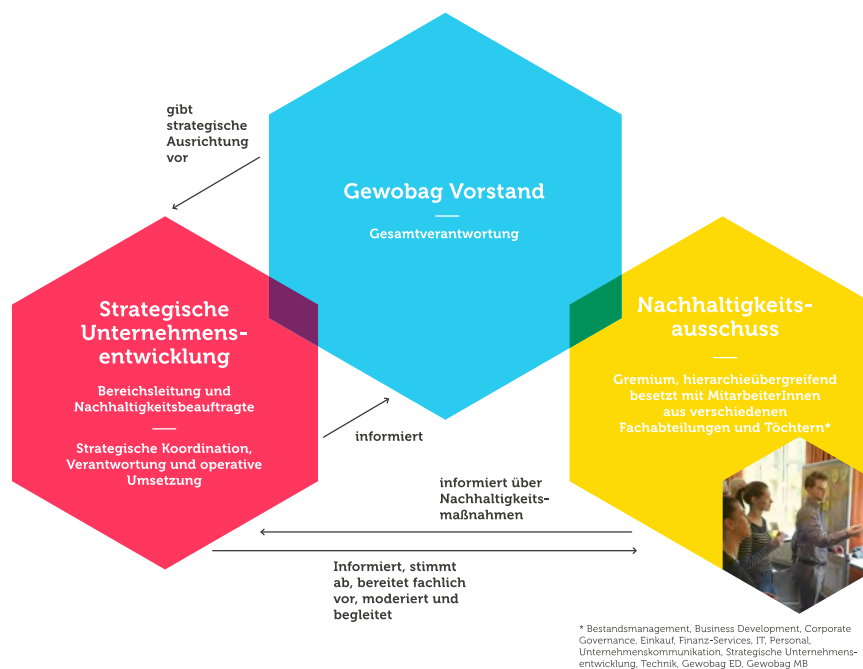 gibt
strategische
Ausrichtung
vor
Gewobag Vorstand
Gesamtverantwortung
Strategische
Unternehmens-
entwicklung
Bereichsleitung und
Nachhaltigkeitsbeauftragte
Strategische Koordination,
Verantwortung und operative
Umsetzung
Nachhaltigkeits-
ausschuss
Gremium, hierarchieübergreifend
besetzt mit MitarbeiterInnen
aus verschiedenen
Fachabteilungen und Töchtern*
informiert
informiert über
Nachhaltigkeits-
maßnahmen
Informiert, stimmt
ab, bereitet fachlich
vor, moderiert und
begleitet
* Bestandsmanagement, Business Development, Corporate
Governance, Einkauf, Finanz-Services, IT, Personal,
Unternehmenskommunikation, Strategische Unternehmens-
entwicklung, Technik, Gewobag ED, Gewobag MB